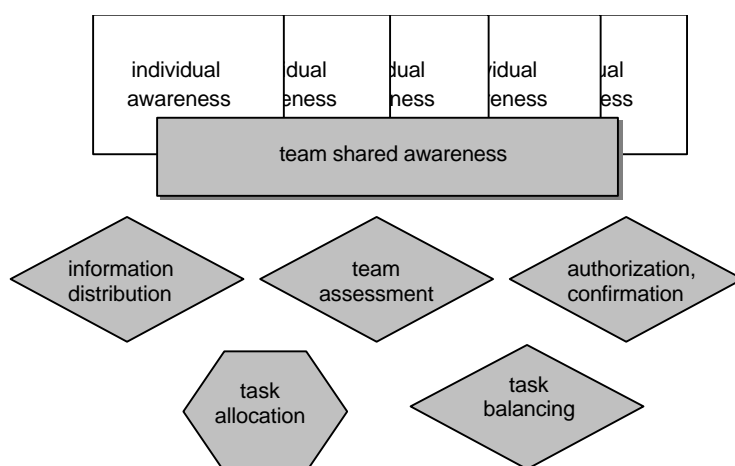 individual dual dual vidual ual
awareness eness ness reness ess
team shared awareness
information
distribution
team
assessment
authorization,
confirmation
task
allocation
task
balancing